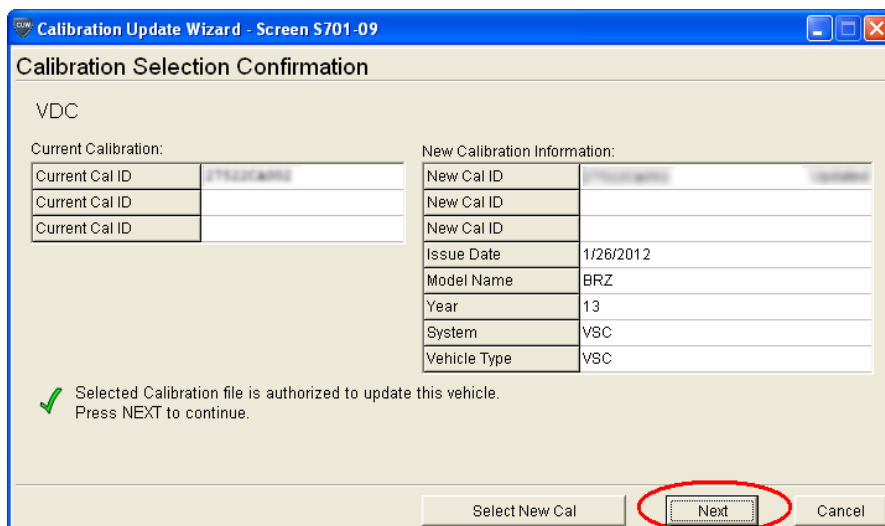 CUW Calibration Update Wizard - Screen S701-09
Calibration Selection Confirmation
VDC
Current Calibration:
Current Cal ID
Current Cal ID
Current Cal ID
New Calibration Information:
New Cal ID
New Cal ID
New Cal ID
Issue Date 1/26/2012
Model Name BRZ
Year 13
System VSC
Vehicle Type VSC
Selected Calibration file is authorized to update this vehicle.
Press NEXT to continue.
Select New Cal Next Cancel